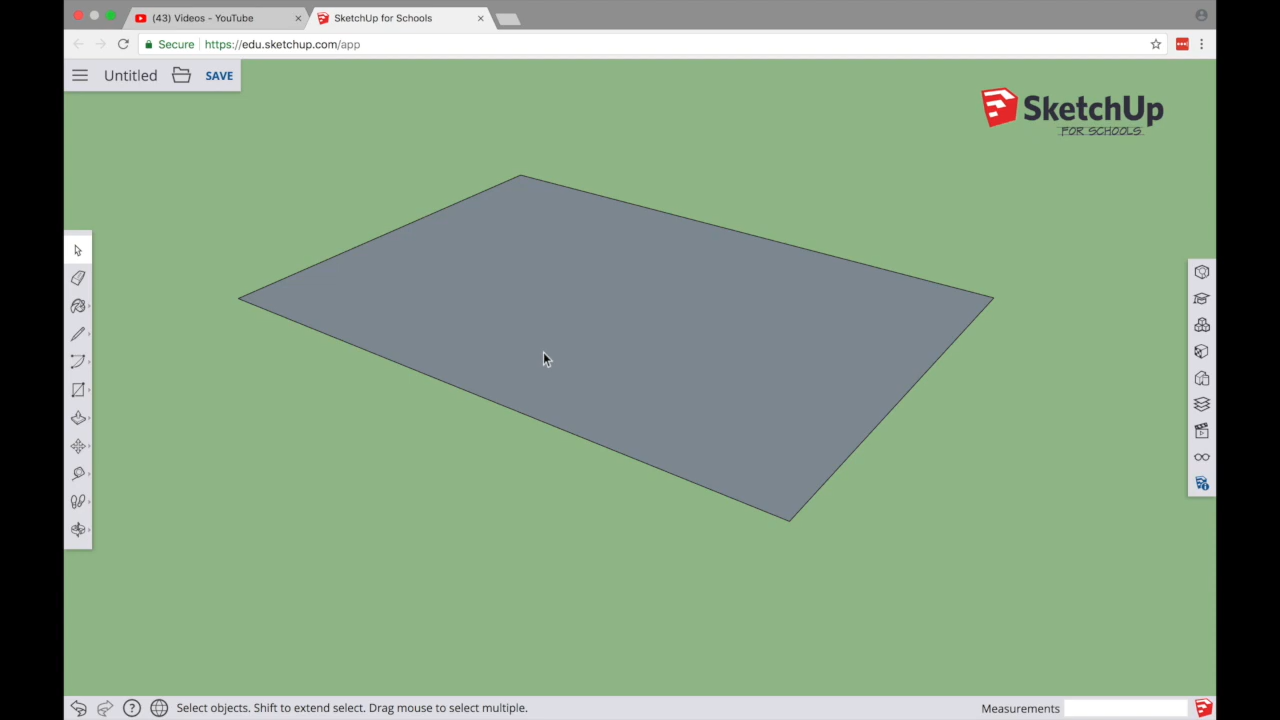 (43) Videos - YouTube
SketchUp for Schools
Secure
https://edu.sketchup.com/app
Untitled
SAVE
SketchUp
FOR SCHOOLS
Select objects. Shift to extend select. Drag mouse to select multiple.
Measurements